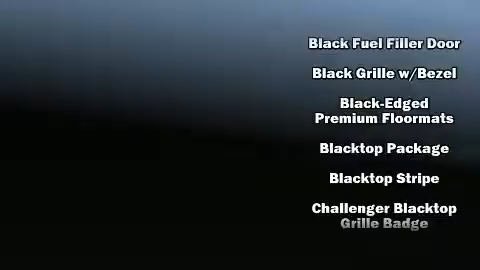 Black Fuel Filler Door
Black Grille w/Bezel
Black-Edged
Premium Floormats
Blacktop Package
Blacktop Stripe
Challenger Blacktop
Grille Badge